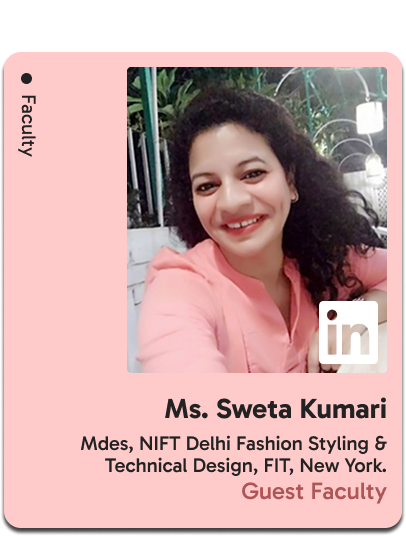 Faculty
in
Ms. Sweta Kumari
Mdes, NIFT Delhi Fashion Styling &
Technical Design, FIT, New York.
Guest Faculty